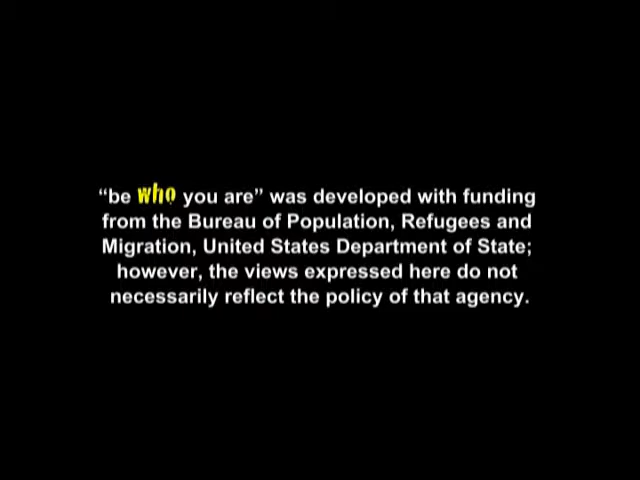 “be who you are” was developed with funding
from the Bureau of Population, Refugees and
Migration, United States Department of State;
however, the views expressed here do not
necessarily reflect the policy of that agency.